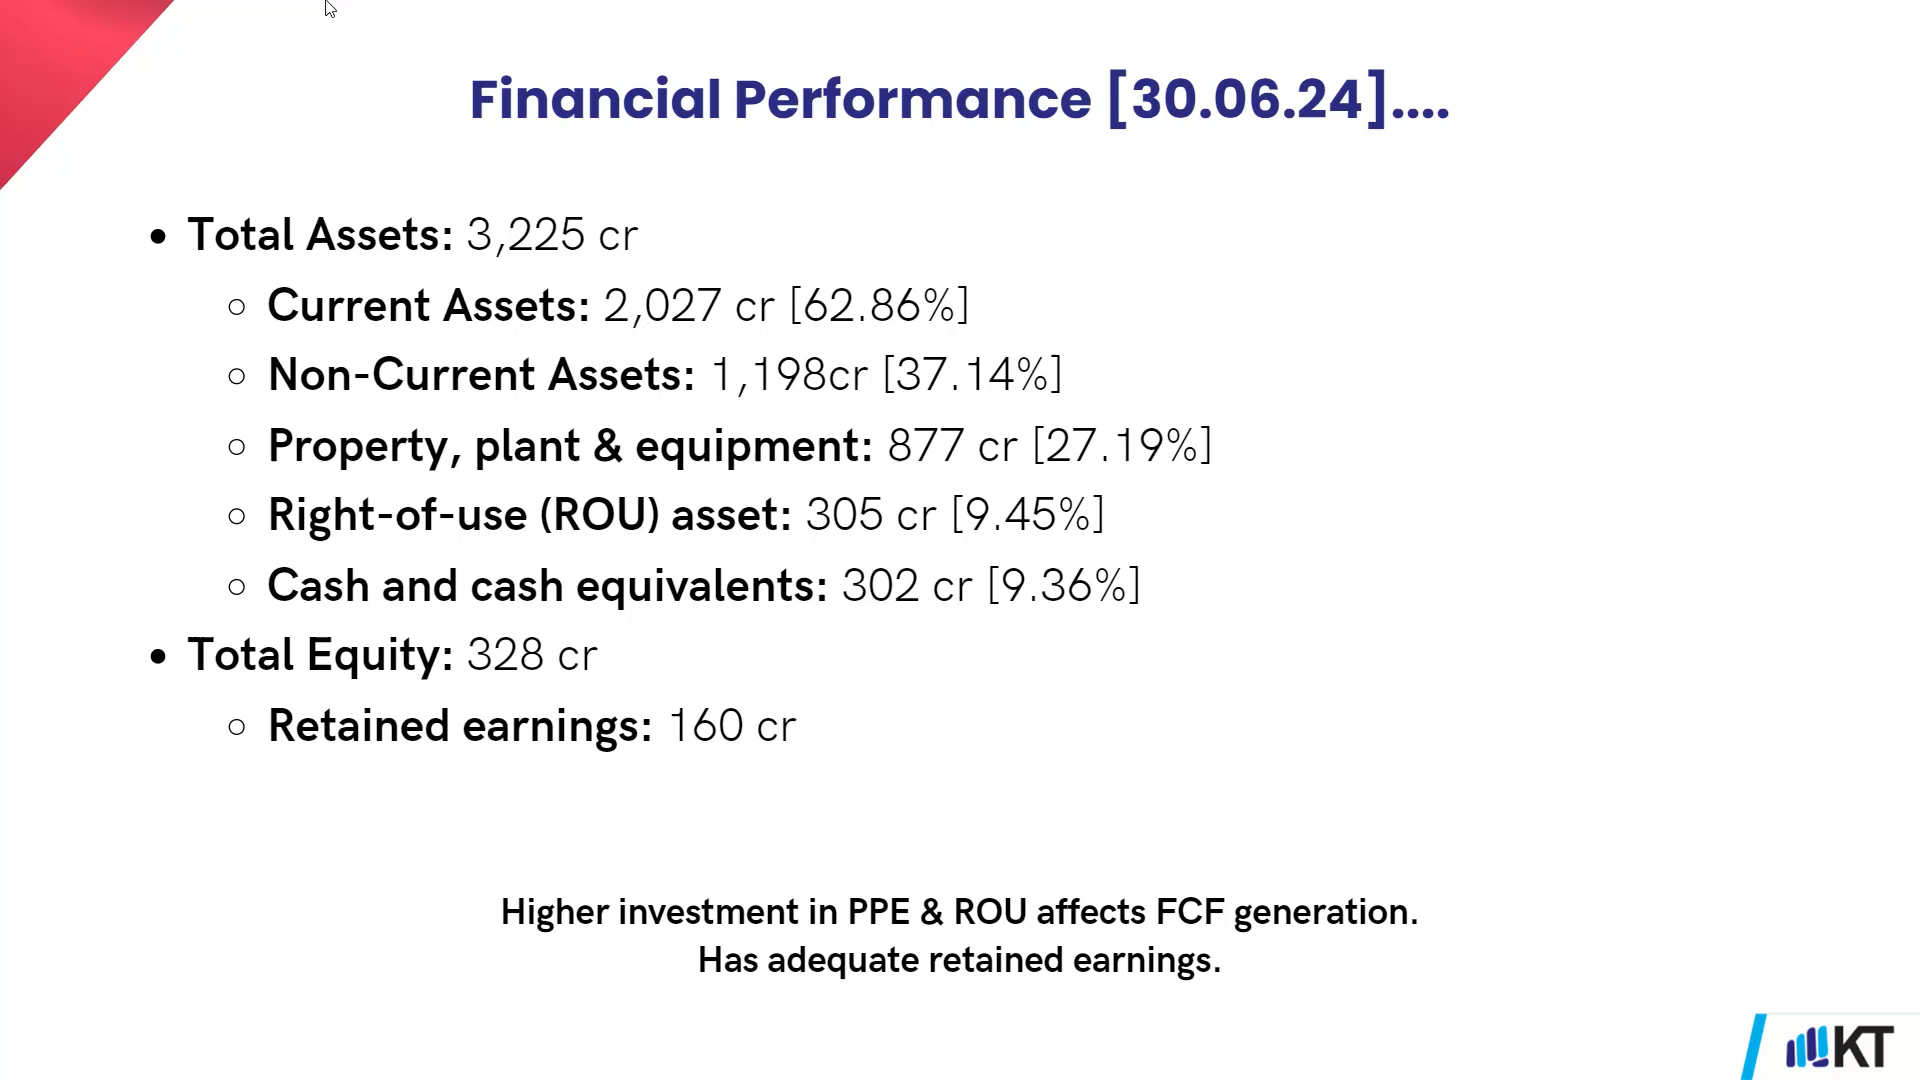 Financial Performance [30.06.24]....
• Total Assets: 3,225 cr
○ Current Assets: 2,027 cr [62.86%]
○ Non-Current Assets: 1,198cr [37.14%]
○ Property, plant & equipment: 877 cr [27.19%]
○ Right-of-use (ROU) asset: 305 cr [9.45%]
○ Cash and cash equivalents: 302 cr [9.36%]
• Total Equity: 328 cr
○ Retained earnings: 160 cr
Higher investment in PPE & ROU affects FCF generation.
Has adequate retained earnings.
KT